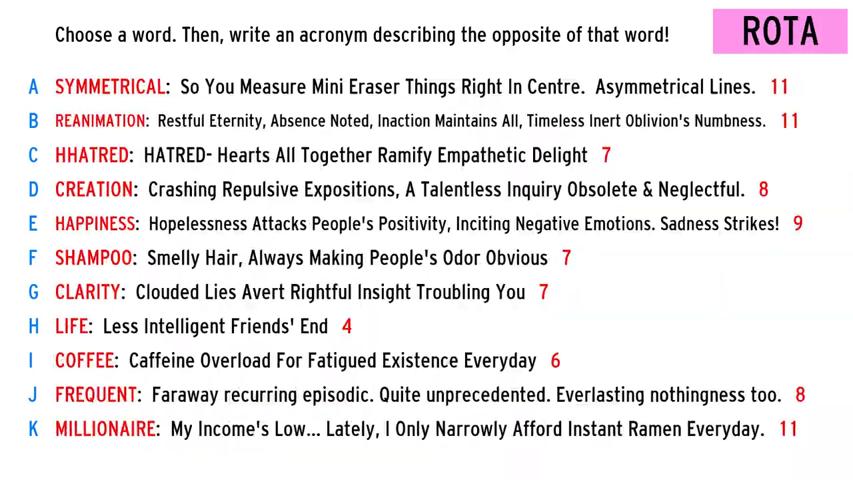 Choose a word. Then, write an acronym describing the opposite of that word!
ROTA
A SYMMETRICAL: So You Measure Mini Eraser Things Right In Centre. Asymmetrical Lines. 11
B REANIMATION: Restful Eternity, Absence Noted, Inaction Maintains All, Timeless Inert Oblivion's Numbness. 11
C HHATRED: HATRED- Hearts All Together Ramify Empathetic Delight 7
D CREATION: Crashing Repulsive Expositions, A Talentless Inquiry Obsolete & Neglectful. 8
E HAPPINESS: Hopelessness Attacks People's Positivity, Inciting Negative Emotions. Sadness Strikes! 9
F SHAMPOO: Smelly Hair, Always Making People's Odor Obvious 7
G CLARITY: Clouded Lies Avert Rightful Insight Troubling You 7
H LIFE: Less Intelligent Friends' End 4
I COFFEE: Caffeine Overload For Fatigued Existence Everyday 6
J FREQUENT: Faraway recurring episodic. Quite unprecedented. Everlasting nothingness too. 8
K MILLIONAIRE: My Income's Low... Lately, I Only Narrowly Afford Instant Ramen Everyday. 11